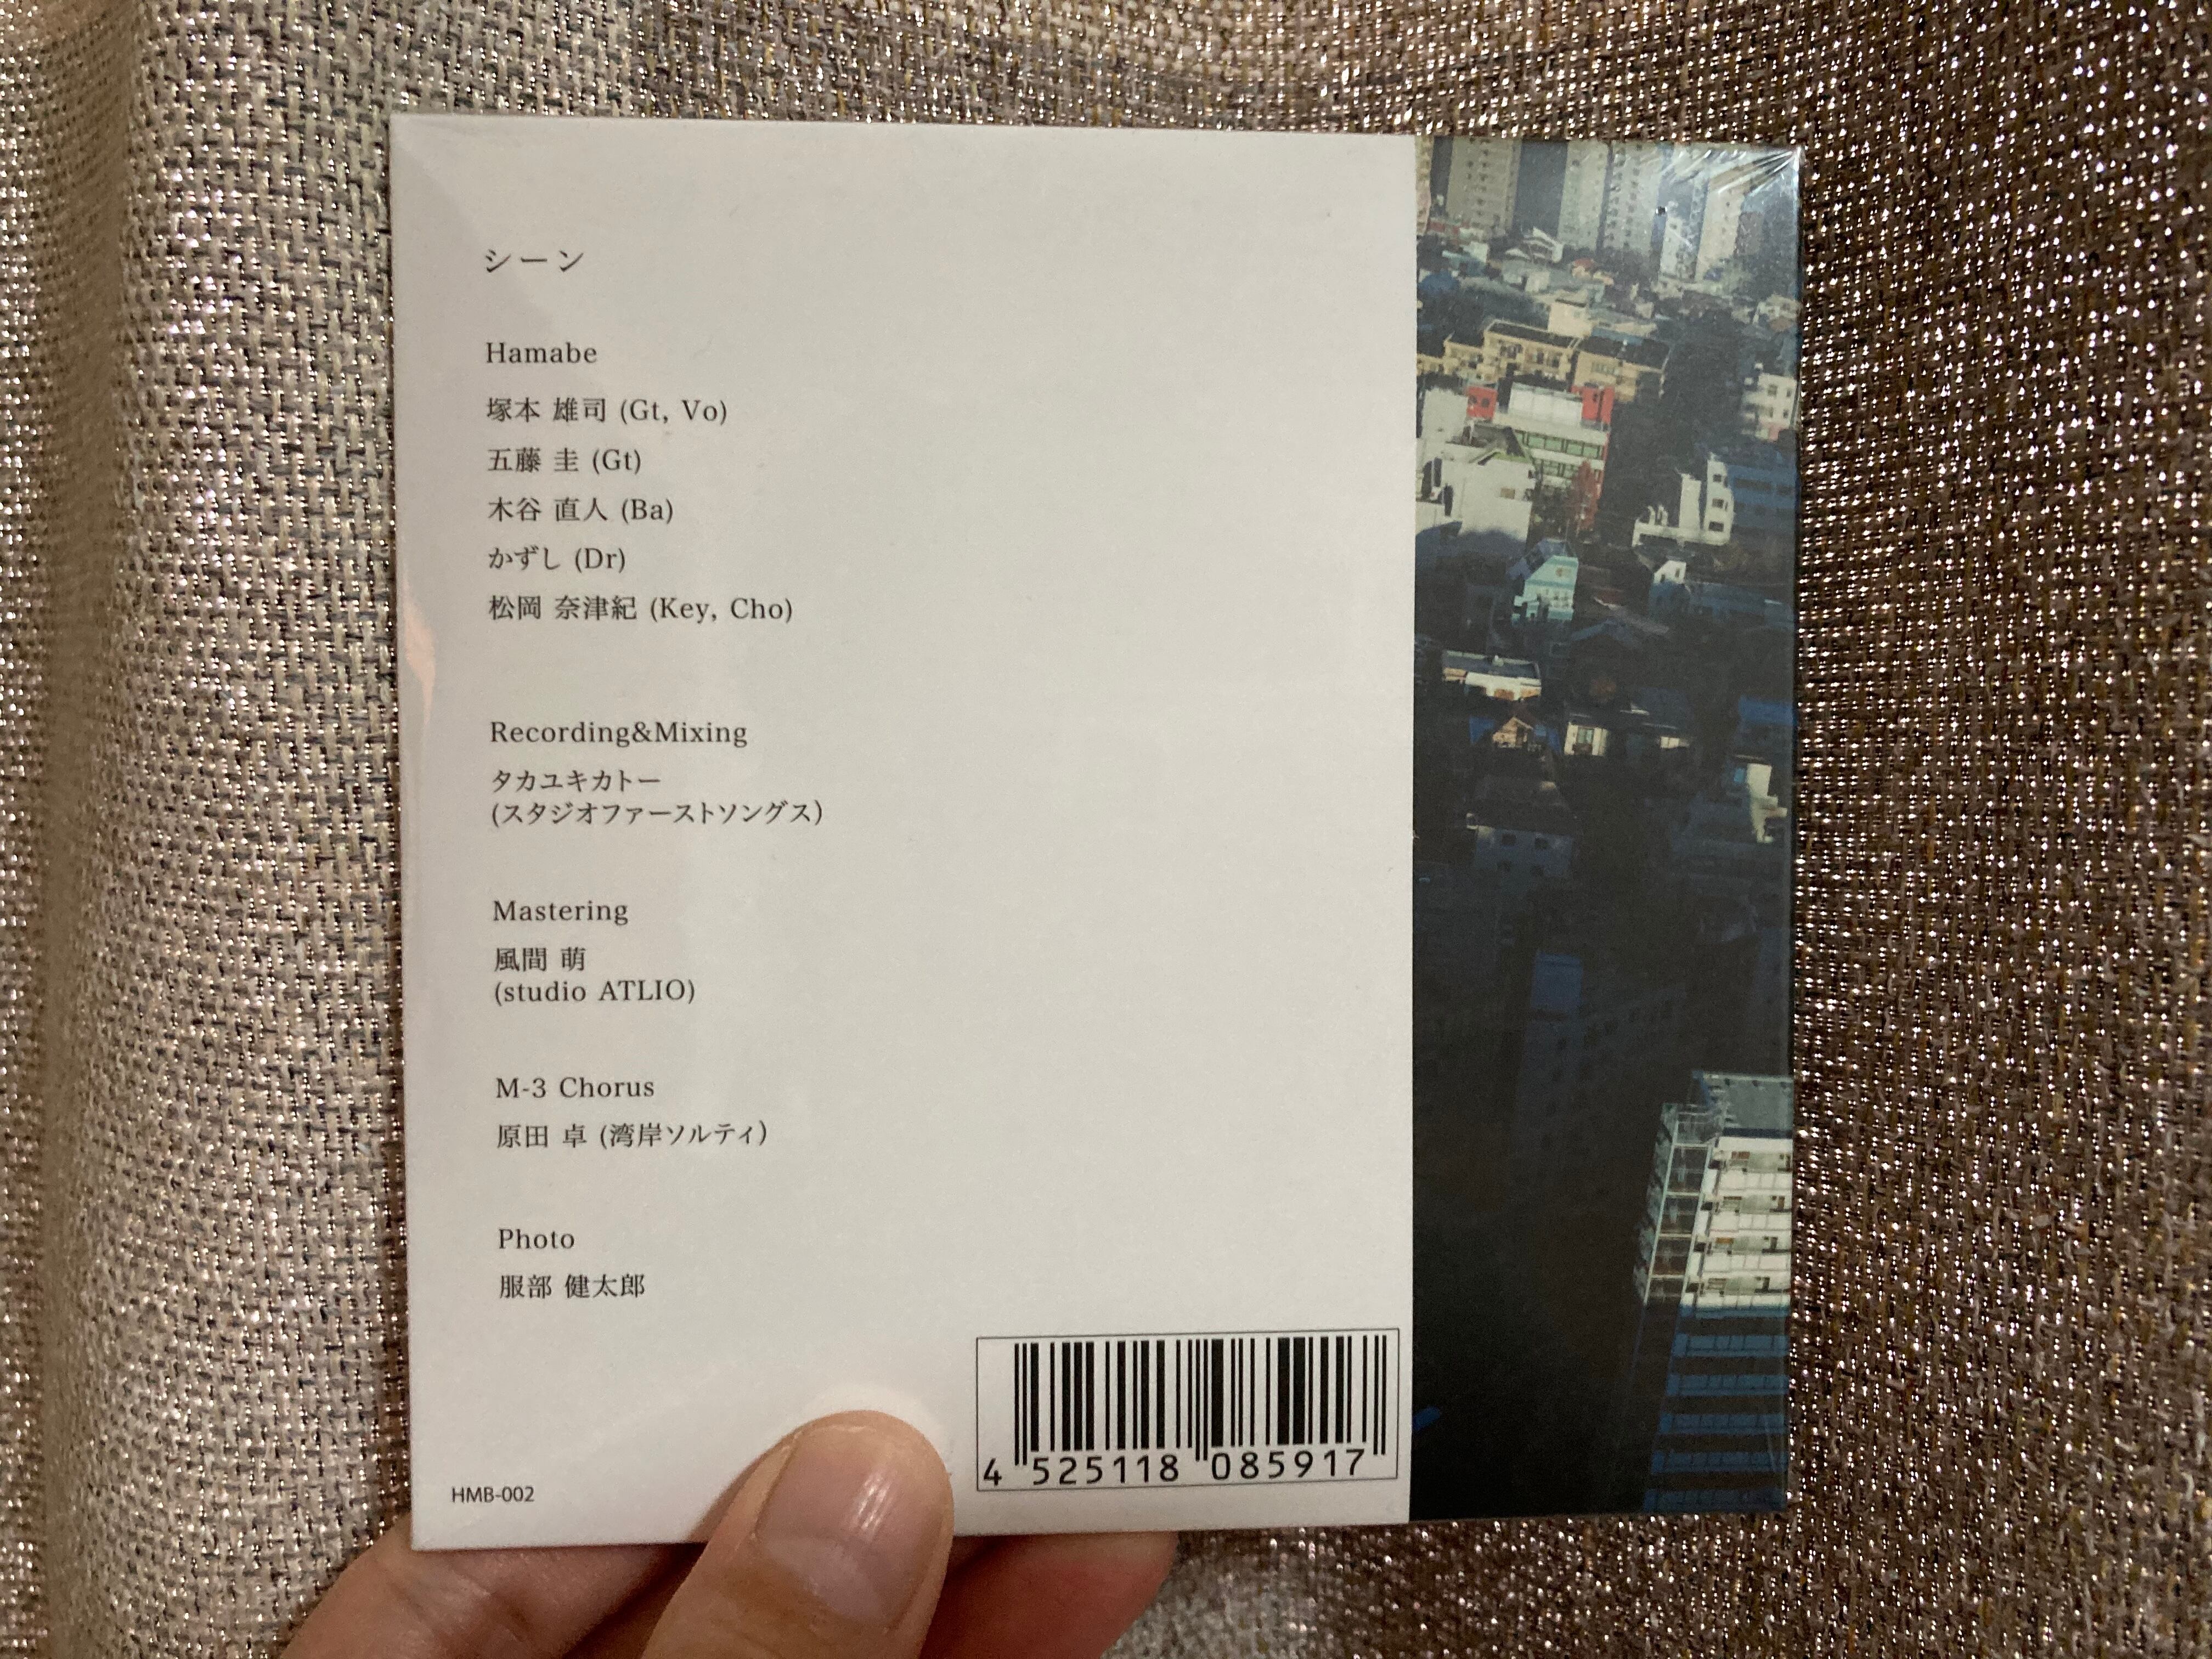 シーン
Hamabe
塚本 雄司 (Gt, Vo)
五藤 圭 (Gt)
木谷 直人 (Ba)
かずし (Dr)
松岡 奈津紀 (Key, Cho)
Recording&Mixing
タカユキカトー
(スタジオファーストソングス)
Mastering
風間 萌
(studio ATLIO)
M-3 Chorus
原田 卓 (湾岸ソルティ)
Photo
服部 健太郎
4 525118 085917
HMB-002